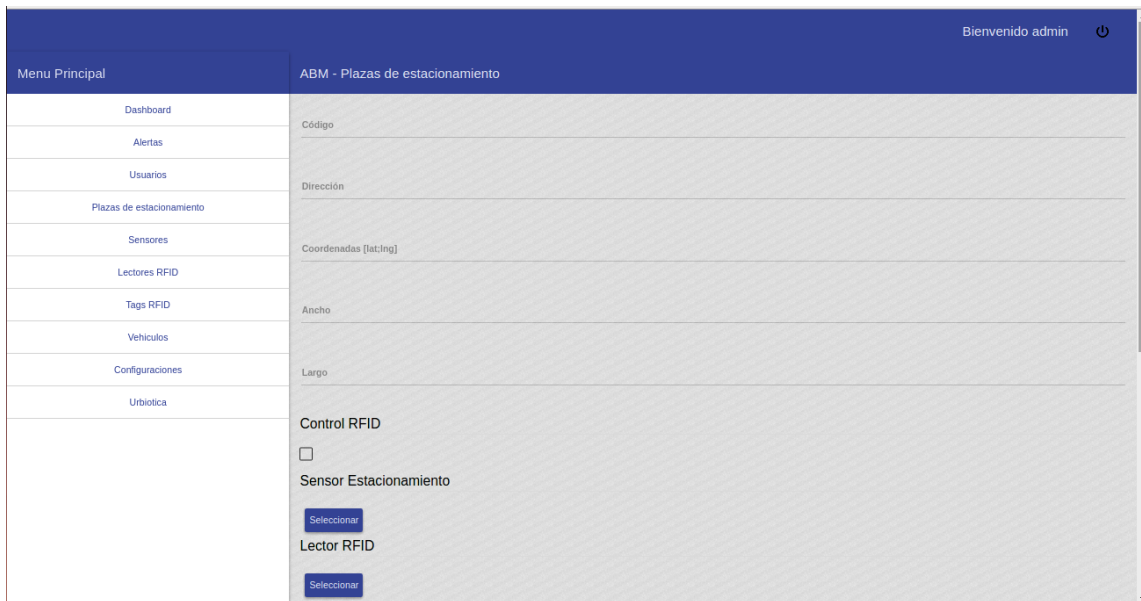 Bienvenido admin
Menu Principal
ABM - Plazas de estacionamiento
Dashboard
Alertas
Usuarios
Plazas de estacionamiento
Sensores
Lectores RFID
Tags RFID
Vehiculos
Configuraciones
Urbiotica
Código
Dirección
Coordenadas [lat;lng]
Ancho
Largo
Control RFID
Sensor Estacionamiento
Seleccionar
Lector RFID
Seleccionar